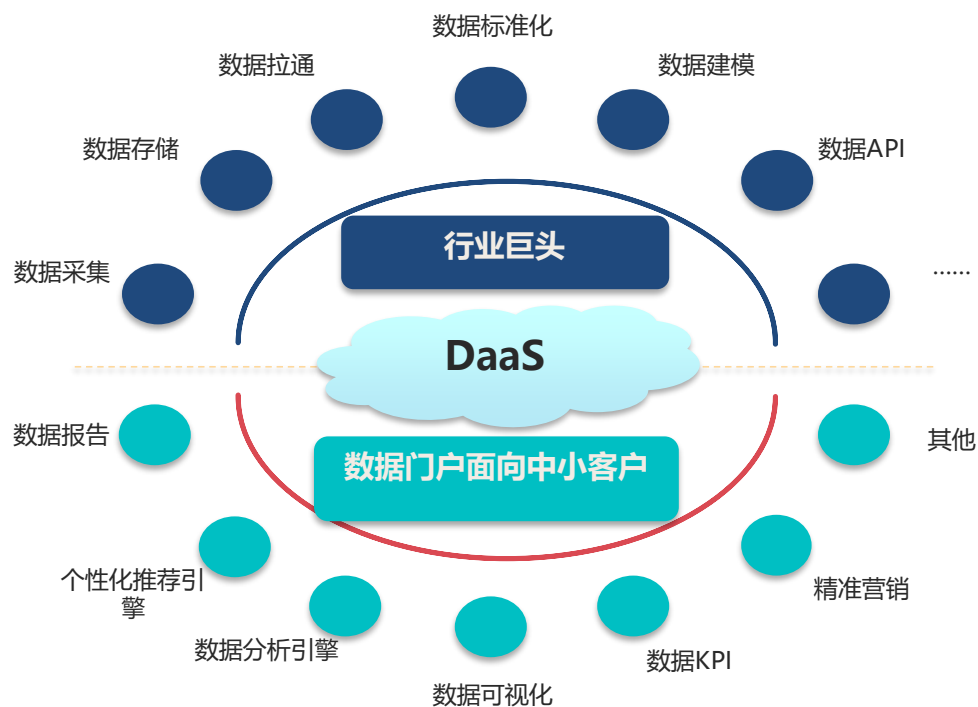 数据标准化
数据拉通
数据建模
数据存储
数据API
行业巨头
数据采集
......
DaaS
数据报告
其他
数据门户面向中小客户
个性化推荐引
擎
精准营销
数据分析引擎
数据KPI
数据可视化